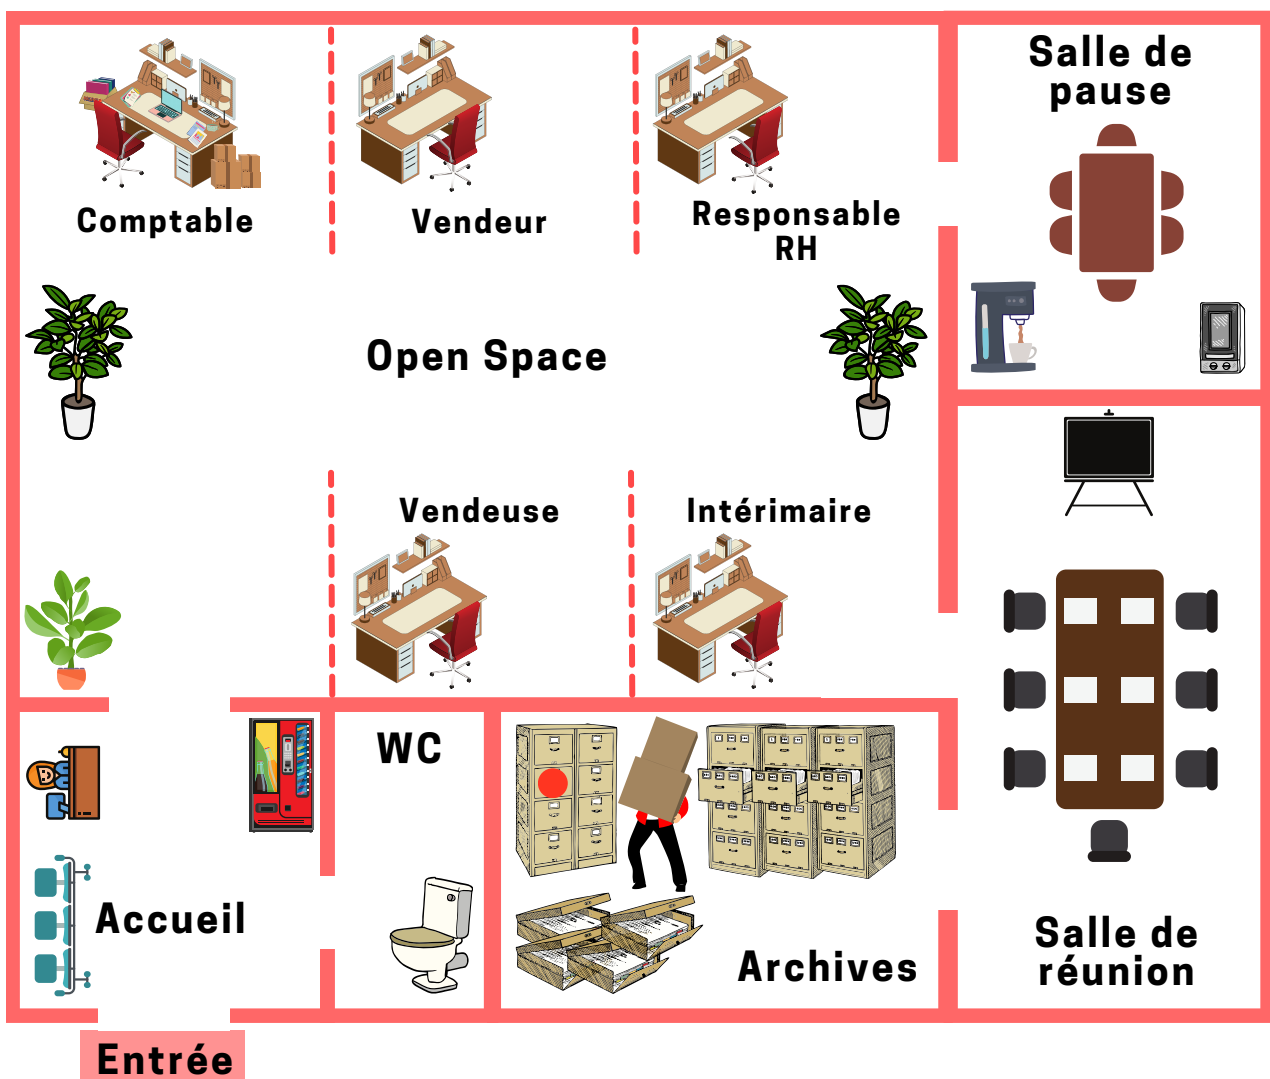 Salle de
pause
Comptable
Vendeur
Responsable
RH
Open Space
Vendeuse
Intérimaire
WC
Accueil
Archives
Salle de
réunion
Entrée